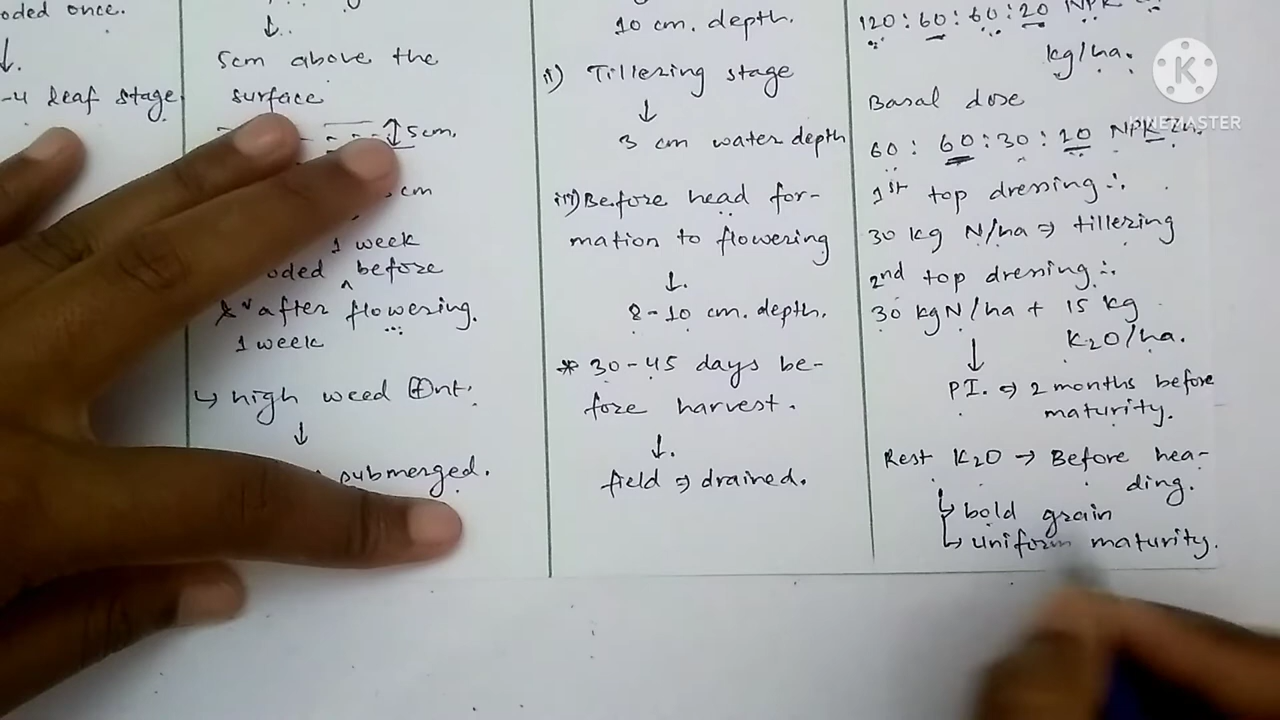 oded once.
↓.
-4 leaf stage.
↓..
5cm above the
surface
↕5cm.
cm
1 week
oded ^ before
& after flowering.
1 week
↳ high weed ⊕nt.
↓
submerged.
10 cm. depth.
ii) Tillering stage
↓
3 cm water depth
iii) Before head for-
mation to flowering
↓.
8-10 cm. depth.
* 30-45 days be-
fore harvest.
↓.
field ⇒ drained.
120 : 60 : 60 : 20 NPK
kg/ha.
Basal dose
60 : 60 : 30 : 20 NPK Zn.
1st top dressing ∴
30 kg N/ha ⇒ tillering
2nd top dressing ∴
30 kgN/ha + 15 kg
K2O/ha.
↓
PI. ⇒ 2 months before
maturity.
Rest K2O → Before hea-
ding.
↳ bold grain
↳ uniform maturity.
K
KINEMASTER